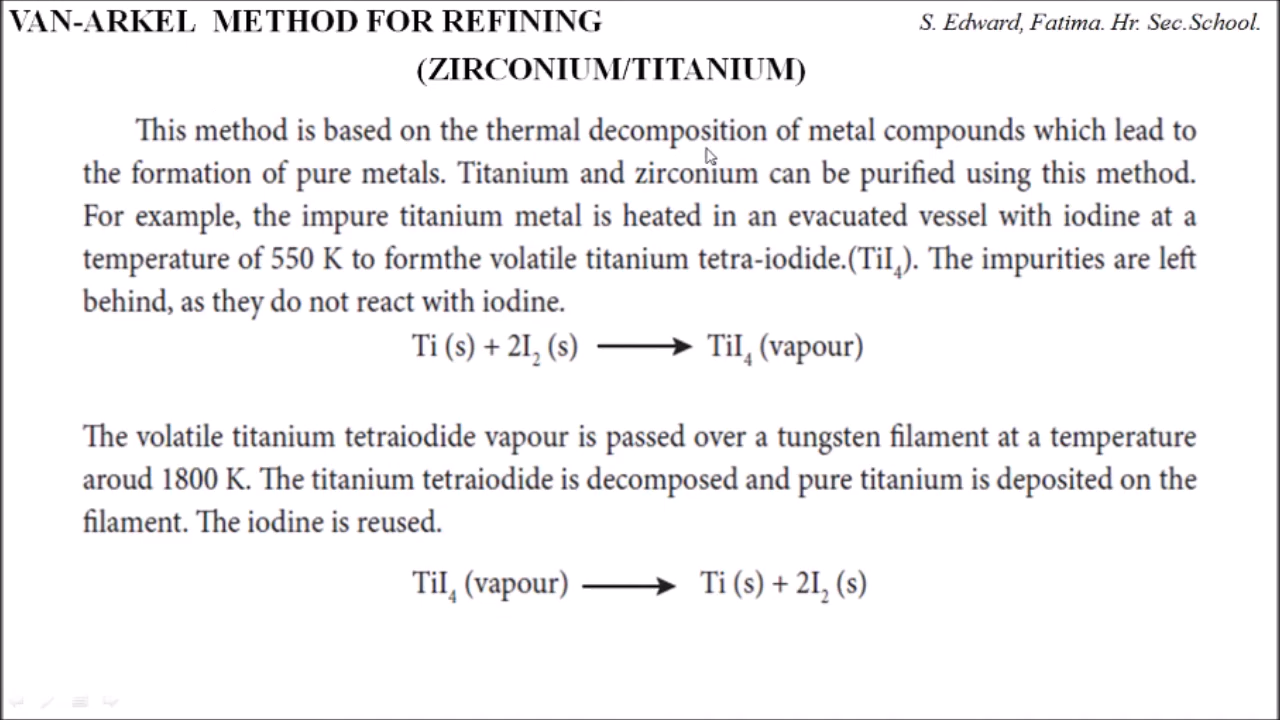 VAN-ARKEL METHOD FOR REFINING
S. Edward, Fatima. Hr. Sec.School.
(ZIRCONIUM/TITANIUM)
This method is based on the thermal decomposition of metal compounds which lead to
the formation of pure metals. Titanium and zirconium can be purified using this method.
For example, the impure titanium metal is heated in an evacuated vessel with iodine at a
temperature of 550 K to formthe volatile titanium tetra-iodide.(TiI₄). The impurities are left
behind, as they do not react with iodine.
Ti (s) + 2I₂ (s) ⟶ TiI₄ (vapour)
The volatile titanium tetraiodide vapour is passed over a tungsten filament at a temperature
aroud 1800 K. The titanium tetraiodide is decomposed and pure titanium is deposited on the
filament. The iodine is reused.
TiI₄ (vapour) ⟶ Ti (s) + 2I₂ (s)